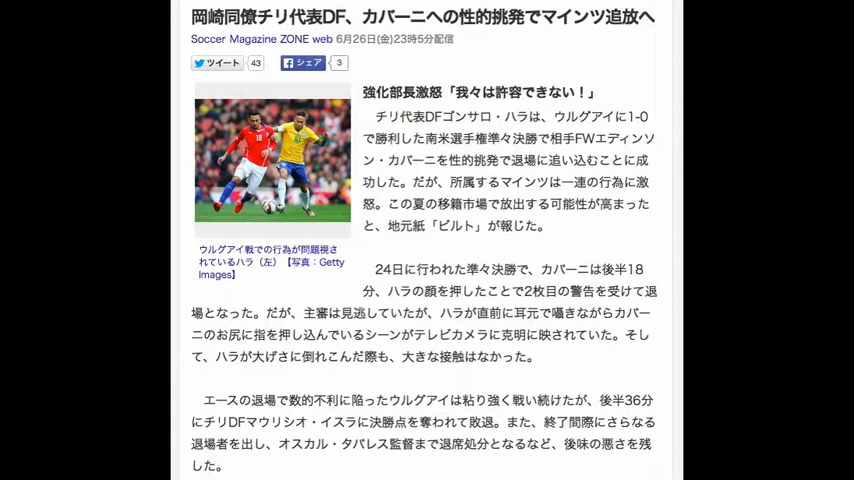 岡崎同僚チリ代表DF、カバーニへの性的挑発でマインツ追放へ
Soccer Magazine ZONE web 6月26日(金)23時5分配信
ツイート 43 シェア 3
強化部長激怒「我々は許容できない！」
チリ代表DFゴンサロ・ハラは、ウルグアイに1-0
で勝利した南米選手権準々決勝で相手FWエディンソ
ン・カバーニを性的挑発で退場に追い込むことに成
功した。だが、所属するマインツは一連の行為に激
怒。この夏の移籍市場で放出する可能性が高まった
と、地元紙「ビルト」が報じた。
ウルグアイ戦での行為が問題視さ
れているハラ（左）【写真：Getty
Images】
24日に行われた準々決勝で、カバーニは後半18
分、ハラの顔を押したことで2枚目の警告を受けて退
場となった。だが、主審は見逃していたが、ハラが直前に耳元で囁きながらカバー
ニのお尻に指を押し込んでいるシーンがテレビカメラに克明に映されていた。そし
て、ハラが大げさに倒れこんだ際も、大きな接触はなかった。
エースの退場で数的不利に陥ったウルグアイは粘り強く戦い続けたが、後半36分
にチリDFマウリシオ・イスラに決勝点を奪われて敗退。また、終了間際にさらなる
退場者を出し、オスカル・タバレス監督まで退席処分となるなど、後味の悪さを残
した。